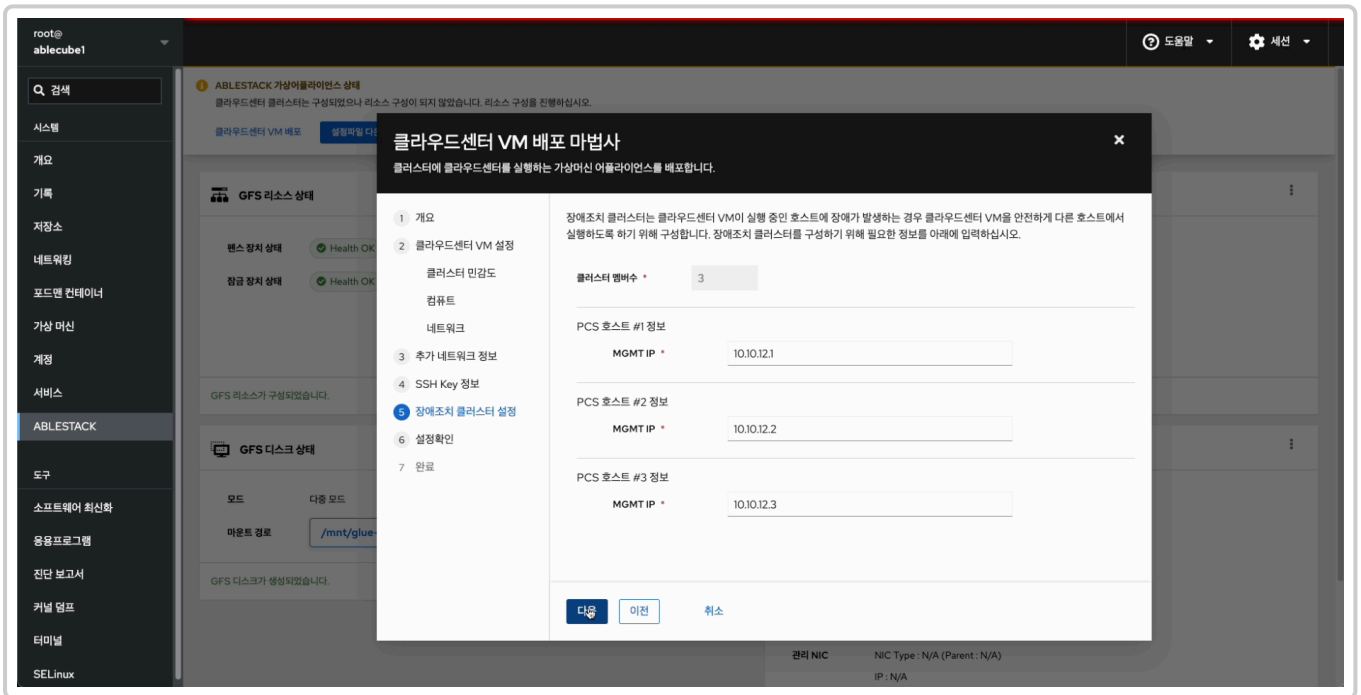 root@
ablecube1
도움말
세션
검색
시스템
개요
기록
저장소
네트워킹
포드맨 컨테이너
가상 머신
계정
서비스
ABLESTACK
도구
소프트웨어 최신화
응용프로그램
진단 보고서
커널 덤프
터미널
SELinux
ABLESTACK 가상어플라이언스 상태
클라우드센터 클러스터는 구성되었으나 리소스 구성이 되지 않았습니다. 리소스 구성을 진행하십시오.
클라우드센터 VM 배포
설정파일 다운
GFS 리소스 상태
펜스 장치 상태
Health OK
잠금 장치 상태
Health OK
GFS 리소스가 구성되었습니다.
GFS 디스크 상태
모드
다중 모드
마운트 경로
/mnt/glue-
GFS 디스크가 생성되었습니다.
클라우드센터 VM 배포 마법사
클러스터에 클라우드센터를 실행하는 가상머신 어플라이언스를 배포합니다.
1 개요
2 클라우드센터 VM 설정
클러스터 민감도
컴퓨트
네트워크
3 추가 네트워크 정보
4 SSH Key 정보
5 장애조치 클러스터 설정
6 설정확인
7 완료
장애조치 클러스터는 클라우드센터 VM이 실행 중인 호스트에 장애가 발생하는 경우 클라우드센터 VM을 안전하게 다른 호스트에서
실행하도록 하기 위해 구성합니다. 장애조치 클러스터를 구성하기 위해 필요한 정보를 아래에 입력하십시오.
클러스터 멤버수 * 3
PCS 호스트 #1 정보
MGMT IP * 10.10.12.1
PCS 호스트 #2 정보
MGMT IP * 10.10.12.2
PCS 호스트 #3 정보
MGMT IP * 10.10.12.3
다음
이전
취소
관리 NIC
NIC Type : N/A (Parent : N/A)
IP : N/A